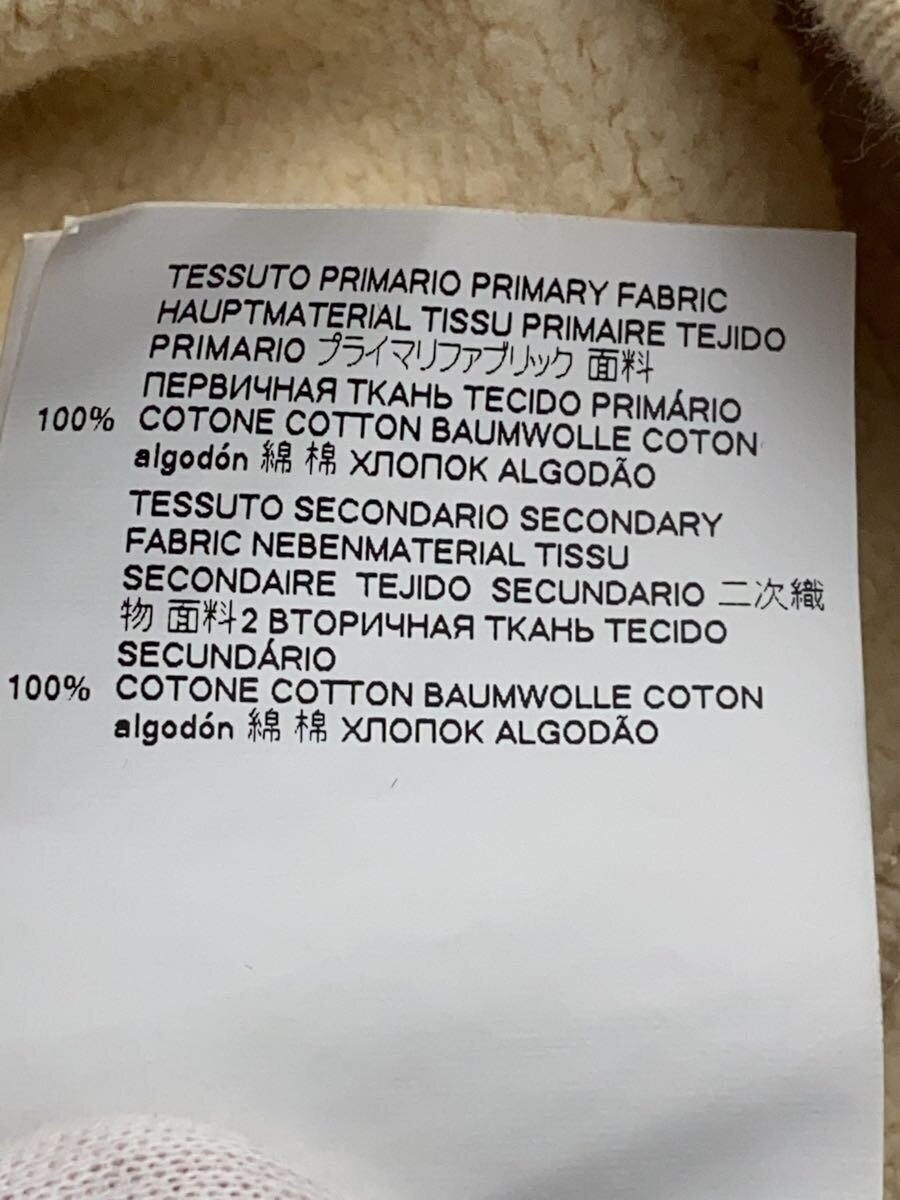 TESSUTO PRIMARIO PRIMARY FABRIC
HAUPTMATERIAL TISSU PRIMAIRE TEJIDO
PRIMARIO プライマリファブリック 面料
ПЕРВИЧНАЯ ТКАНЬ TECIDO PRIMÁRIO
100% COTONE COTTON BAUMWOLLE COTON
algodón 綿 棉 ХЛОПОК ALGODÃO
TESSUTO SECONDARIO SECONDARY
FABRIC NEBENMATERIAL TISSU
SECONDAIRE TEJIDO SECUNDARIO 二次織
物 面料2 ВТОРИЧНАЯ ТКАНЬ TECIDO
SECUNDÁRIO
100% COTONE COTTON BAUMWOLLE COTON
algodón 綿 棉 ХЛОПОК ALGODÃO